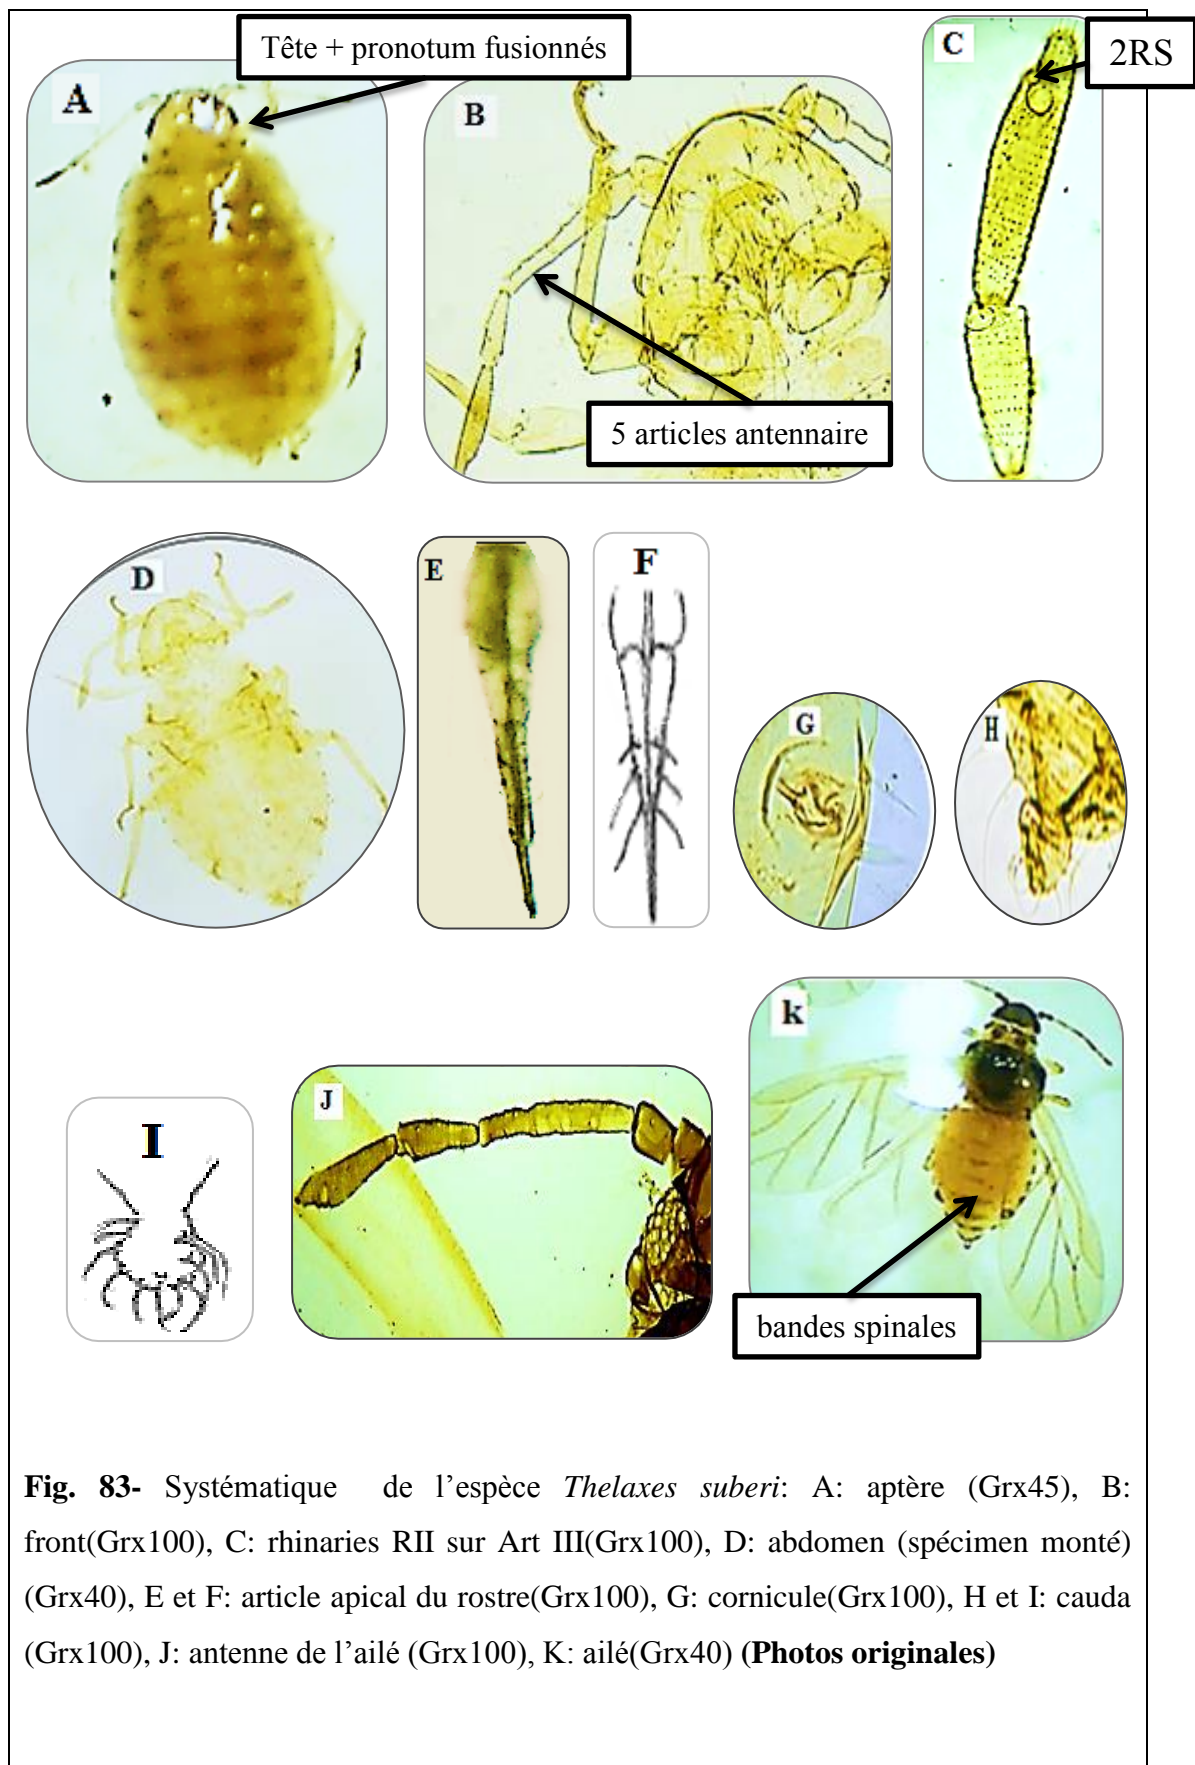 Tête + pronotum fusionnés
A
B
C
2RS
5 articles antennaire
D
E
F
G
H
I
J
k
bandes spinales
Fig. 83- Systématique de l’espèce Thelaxes suberi: A: aptère (Grx45), B:
front(Grx100), C: rhinaries RII sur Art III(Grx100), D: abdomen (spécimen monté)
(Grx40), E et F: article apical du rostre(Grx100), G: cornicule(Grx100), H et I: cauda
(Grx100), J: antenne de l’ailé (Grx100), K: ailé(Grx40) (Photos originales)